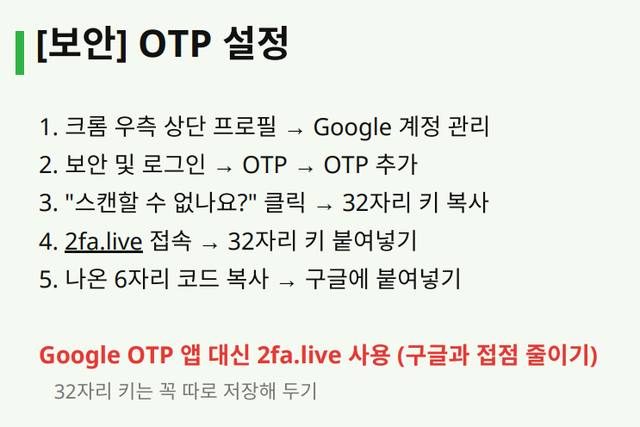 [보안] OTP 설정
1. 크롬 우측 상단 프로필 → Google 계정 관리
2. 보안 및 로그인 → OTP → OTP 추가
3. "스캔할 수 없나요?" 클릭 → 32자리 키 복사
4. 2fa.live 접속 → 32자리 키 붙여넣기
5. 나온 6자리 코드 복사 → 구글에 붙여넣기
Google OTP 앱 대신 2fa.live 사용 (구글과 접점 줄이기)
32자리 키는 꼭 따로 저장해 두기